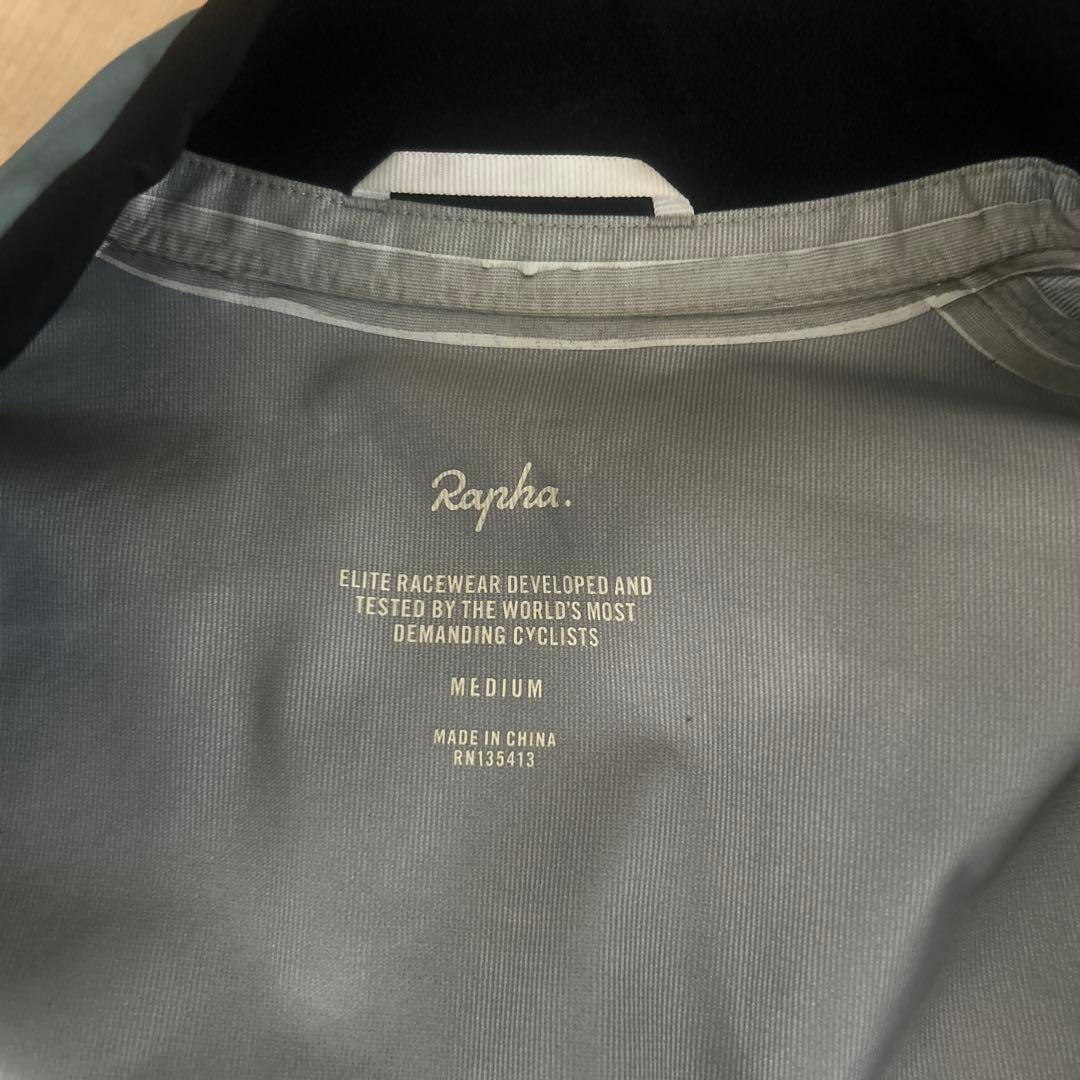 Rapha.
ELITE RACEWEAR DEVELOPED AND
TESTED BY THE WORLD'S MOST
DEMANDING CYCLISTS
MEDIUM
MADE IN CHINA
RN135413